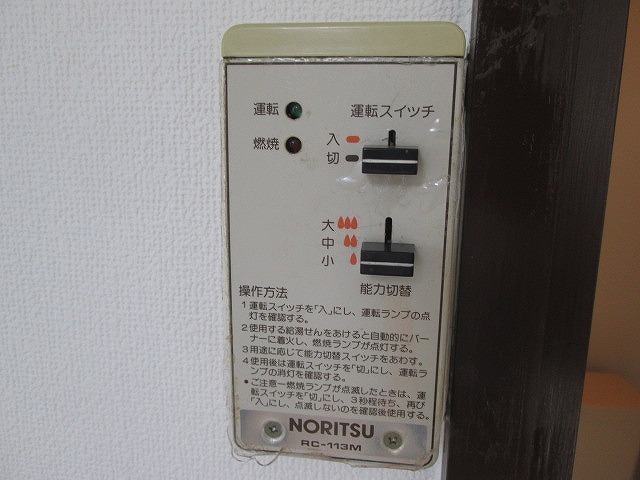 運転
運転スイッチ
燃焼
入
切
大
中
小
操作方法
能力切替
1 運転スイッチを「入」にし、運転ランプの点
灯を確認する。
2 使用する給湯せんをあけると自動的にバー
ナーに着火し、燃焼ランプが点灯する。
3 用途に応じて能力切替スイッチをあわす。
4 使用後は運転スイッチを「切」にし、運転ラ
ンプの消灯を確認する。
● ご注意ー燃焼ランプが点滅したときは、運
転スイッチを「切」にし、3秒程待ち、再び
「入」にし、点滅しないのを確認後使用する。
NORITSU
RC-113M